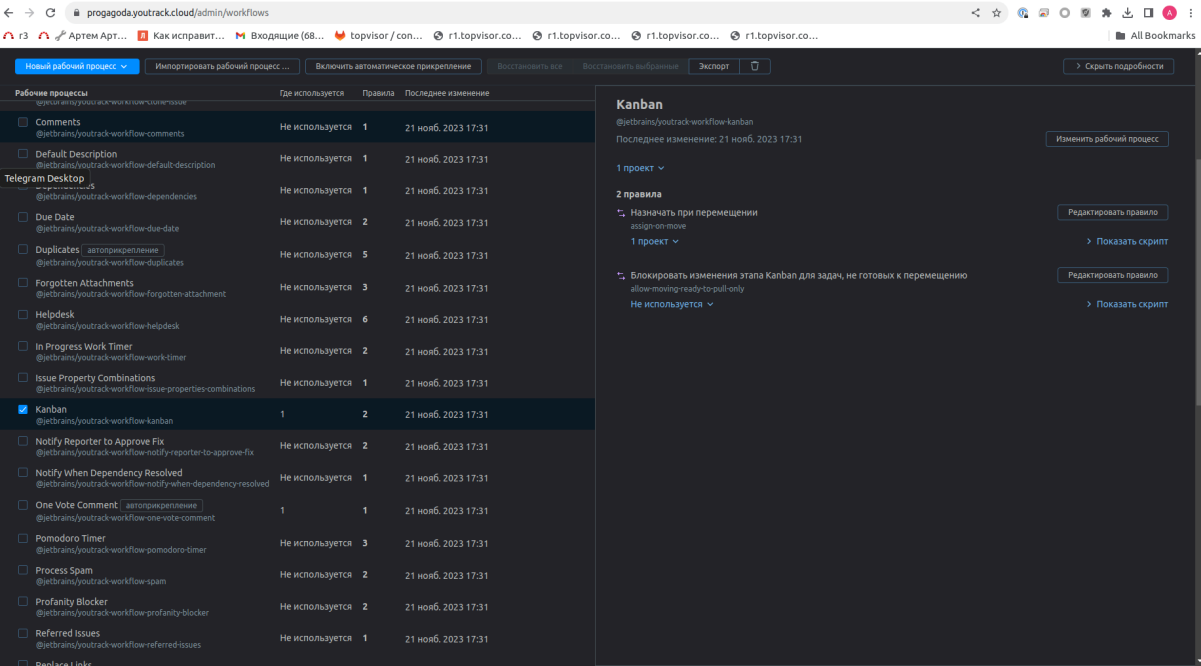 progagoda.youtrack.cloud/admin/workflows
r3
Артем Арт...
Как исправит...
Входящие (68...
topvisor / con...
r1.topvisor.co...
r1.topvisor.co...
r1.topvisor.co...
r1.topvisor.co...
All Bookmarks
Новый рабочий процесс
Импортировать рабочий процесс ...
Включить автоматическое прикрепление
Восстановить все
Восстановить выбранные
Экспорт
Скрыть подробности
Рабочие процессы Где используется Правила Последнее изменение
@jetbrains/youtrack-workflow-clone-issue
Comments
@jetbrains/youtrack-workflow-comments
Не используется 1 21 нояб. 2023 17:31
Default Description
@jetbrains/youtrack-workflow-default-description
Не используется 1 21 нояб. 2023 17:31
Telegram Desktop
Dependencies
@jetbrains/youtrack-workflow-dependencies
Не используется 1 21 нояб. 2023 17:31
Due Date
@jetbrains/youtrack-workflow-due-date
Не используется 2 21 нояб. 2023 17:31
Duplicates автоприкрепление
@jetbrains/youtrack-workflow-duplicates
Не используется 5 21 нояб. 2023 17:31
Forgotten Attachments
@jetbrains/youtrack-workflow-forgotten-attachment
Не используется 3 21 нояб. 2023 17:31
Helpdesk
@jetbrains/youtrack-workflow-helpdesk
Не используется 6 21 нояб. 2023 17:31
In Progress Work Timer
@jetbrains/youtrack-workflow-work-timer
Не используется 2 21 нояб. 2023 17:31
Issue Property Combinations
@jetbrains/youtrack-workflow-issue-properties-combinations
Не используется 1 21 нояб. 2023 17:31
Kanban
@jetbrains/youtrack-workflow-kanban
1 2 21 нояб. 2023 17:31
Notify Reporter to Approve Fix
@jetbrains/youtrack-workflow-notify-reporter-to-approve-fix
Не используется 2 21 нояб. 2023 17:31
Notify When Dependency Resolved
@jetbrains/youtrack-workflow-notify-when-dependency-resolved
Не используется 1 21 нояб. 2023 17:31
One Vote Comment автоприкрепление
@jetbrains/youtrack-workflow-one-vote-comment
1 1 21 нояб. 2023 17:31
Pomodoro Timer
@jetbrains/youtrack-workflow-pomodoro-timer
Не используется 3 21 нояб. 2023 17:31
Process Spam
@jetbrains/youtrack-workflow-spam
Не используется 2 21 нояб. 2023 17:31
Profanity Blocker
@jetbrains/youtrack-workflow-profanity-blocker
Не используется 2 21 нояб. 2023 17:31
Referred Issues
@jetbrains/youtrack-workflow-referred-issues
Не используется 1 21 нояб. 2023 17:31
Replace Links
Kanban
@jetbrains/youtrack-workflow-kanban
Последнее изменение: 21 нояб. 2023 17:31
Изменить рабочий процесс
1 проект
2 правила
Назначать при перемещении
Редактировать правило
assign-on-move
1 проект
Показать скрипт
Блокировать изменения этапа Kanban для задач, не готовых к перемещению
Редактировать правило
allow-moving-ready-to-pull-only
Не используется
Показать скрипт